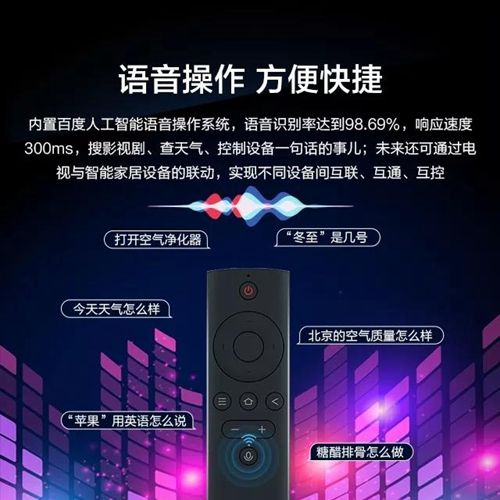 语音操作 方便快捷
内置百度人工智能语音操作系统，语音识别率达到98.69%，响应速度
300ms，搜影视剧、查天气、控制设备一句话的事儿；未来还可通过电
视与智能家居设备的联动，实现不同设备间互联、互通、互控
打开空气净化器
“冬至”是几号
今天天气怎么样
北京的空气质量怎么样
“苹果”用英语怎么说
糖醋排骨怎么做